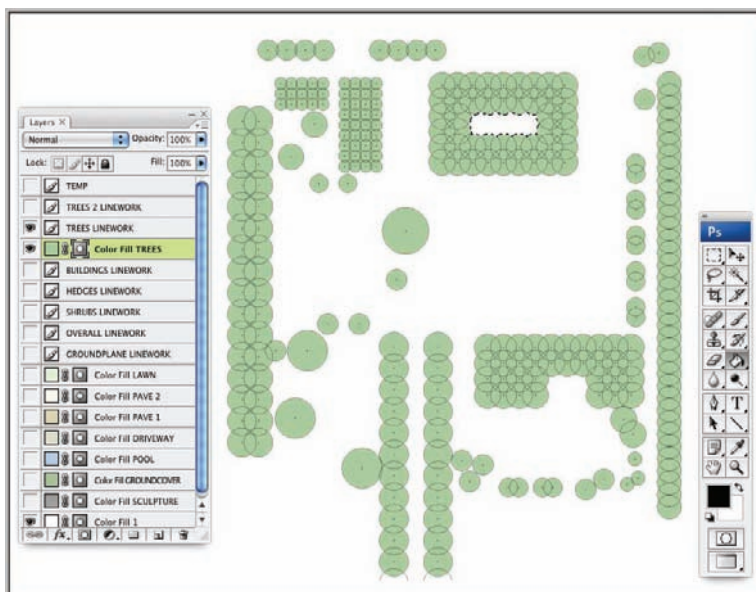 Layers ×
Normal Opacity: 100%
Lock: Fill: 100%
TEMP
TREES 2 LINEWORK
TREES LINEWORK
Color Fill TREES
BUILDINGS LINEWORK
HEDGES LINEWORK
SHRUBS LINEWORK
OVERALL LINEWORK
GROUNDPLANE LINEWORK
Color Fill LAWN
Color Fill PAVE 2
Color Fill PAVE 1
Color Fill DRIVEWAY
Color Fill POOL
Color Fill GROUNDCOVER
Color Fill SCULPTURE
Color Fill 1
fx.
Ps
T